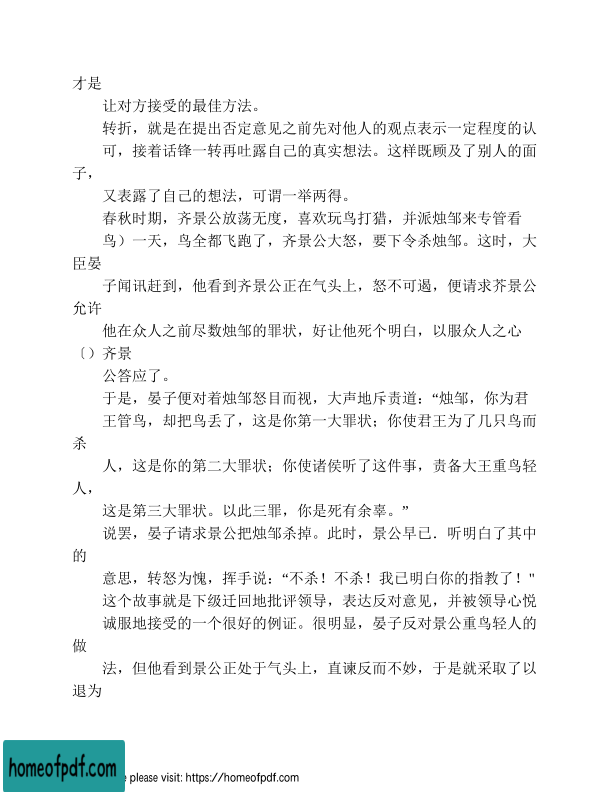 才是
让对方接受的最佳方法。
转折，就是在提出否定意见之前先对他人的观点表示一定程度的认
可，接着话锋一转再吐露自己的真实想法。这样既顾及了别人的面
子，
又表露了自己的想法，可谓一举两得。
春秋时期，齐景公放荡无度，喜欢玩鸟打猎，并派烛邹来专管看
鸟）一天，鸟全都飞跑了，齐景公大怒，要下令杀烛邹。这时，大
臣晏
子闻讯赶到，他看到齐景公正在气头上，怒不可遏，便请求芥景公
允许
他在众人之前尽数烛邹的罪状，好让他死个明白，以服众人之心
〔）齐景
公答应了。
于是，晏子便对着烛邹怒目而视，大声地斥责道：“烛邹，你为君
王管鸟，却把鸟丢了，这是你第一大罪状；你使君王为了几只鸟而
杀
人，这是你的第二大罪状；你使诸侯听了这件事，责备大王重鸟轻
人，
这是第三大罪状。以此三罪，你是死有余辜。”
说罢，晏子请求景公把烛邹杀掉。此时，景公早已．听明白了其中
的
意思，转怒为愧，挥手说：“不杀！不杀！我已明白你的指教了！"
这个故事就是下级迂回地批评领导，表达反对意见，并被领导心悦
诚服地接受的一个很好的例证。很明显，晏子反对景公重鸟轻人的
做
法，但他看到景公正处于气头上，直谏反而不妙，于是就采取了以
退为
homeofpdf.com
e please visit: https://homeofpdf.com